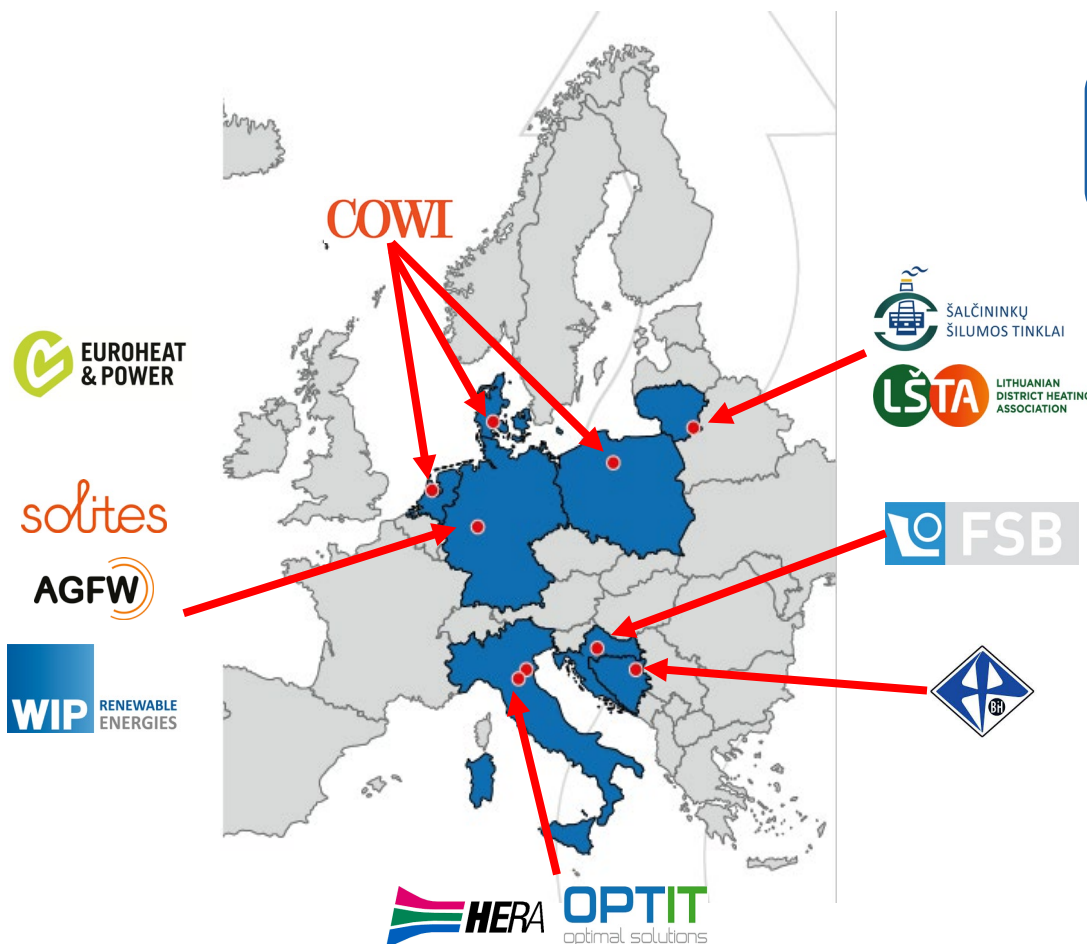 COWI
EUROHEAT
& POWER
ŠALČININKŲ
ŠILUMOS TINKLAI
LŠTA
LITHUANIAN
DISTRICT HEATING
ASSOCIATION
solites
FSB
AGFW
WIP
RENEWABLE
ENERGIES
BH
HERA
OPTIT
optimal solutions